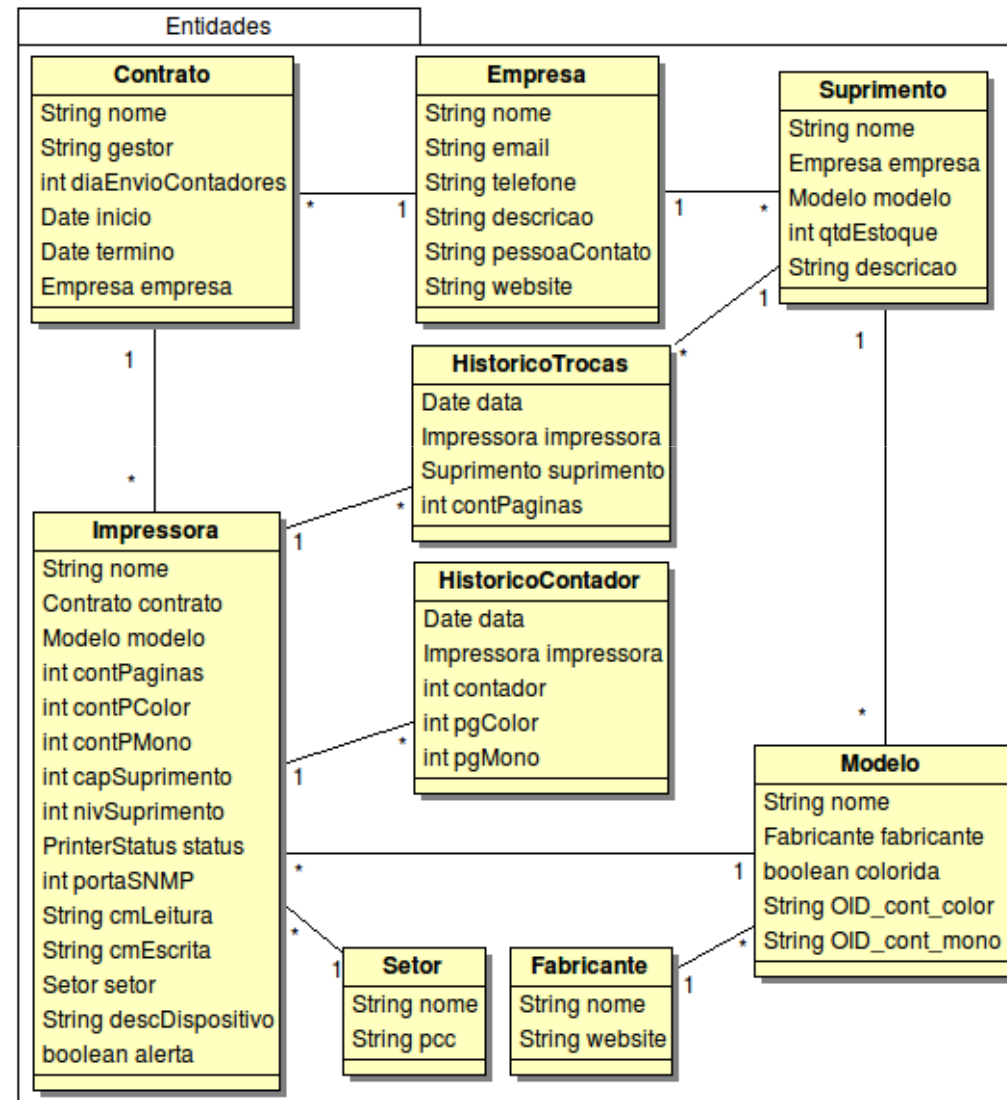 Entidades
Contrato
String nome
String gestor
int diaEnvioContadores
Date inicio
Date termino
Empresa empresa
*
1
Empresa
String nome
String email
String telefone
String descricao
String pessoaContato
String website
1
*
Suprimento
String nome
Empresa empresa
Modelo modelo
int qtdEstoque
String descricao
1
*
1
1
*
HistoricoTrocas
Date data
Impressora impressora
Suprimento suprimento
int contPaginas
*
1
Impressora
String nome
Contrato contrato
Modelo modelo
int contPaginas
int contPColor
int contPMono
int capSuprimento
int nivSuprimento
PrinterStatus status
int portaSNMP
String cmLeitura
String cmEscrita
Setor setor
String descDispositivo
boolean alerta
HistoricoContador
Date data
Impressora impressora
int contador
int pgColor
int pgMono
*
1
*
Modelo
String nome
Fabricante fabricante
boolean colorida
String OID_cont_color
String OID_cont_mono
*
1
*
1
Setor
String nome
String pcc
Fabricante
String nome
String website
*
1